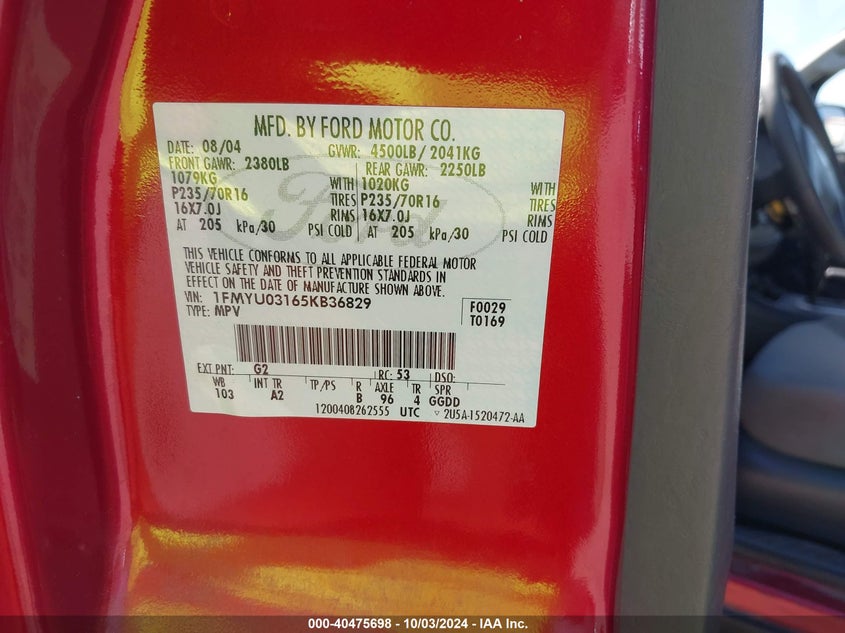 MFD. BY FORD MOTOR CO.
DATE: 08/04 GVWR: 4500LB/ 2041KG
FRONT GAWR: 2380LB REAR GAWR: 2250LB
1079KG WITH 1020KG WITH
P235/70R16 TIRES P235/70R16 TIRES
16X7.0J RIMS 16X7.0J RIMS
AT 205 kPa/30 PSI COLD AT 205 kPa/30 PSI COLD
Ford
THIS VEHICLE CONFORMS TO ALL APPLICABLE FEDERAL MOTOR
VEHICLE SAFETY AND THEFT PREVENTION STANDARDS IN
EFFECT ON THE DATE OF MANUFACTURE SHOWN ABOVE.
VIN: 1FMYU03165KB36829 F0029
TYPE: MPV T0169
EXT PNT: G2 RC: 53 DSO:
WB INT TR TP/PS R AXLE TR SPR
103 A2 B 96 4 GGDD
1200408262555 UTC ▽ 2U5A-1520472-AA
000-40475698 - 10/03/2024 - IAA Inc.